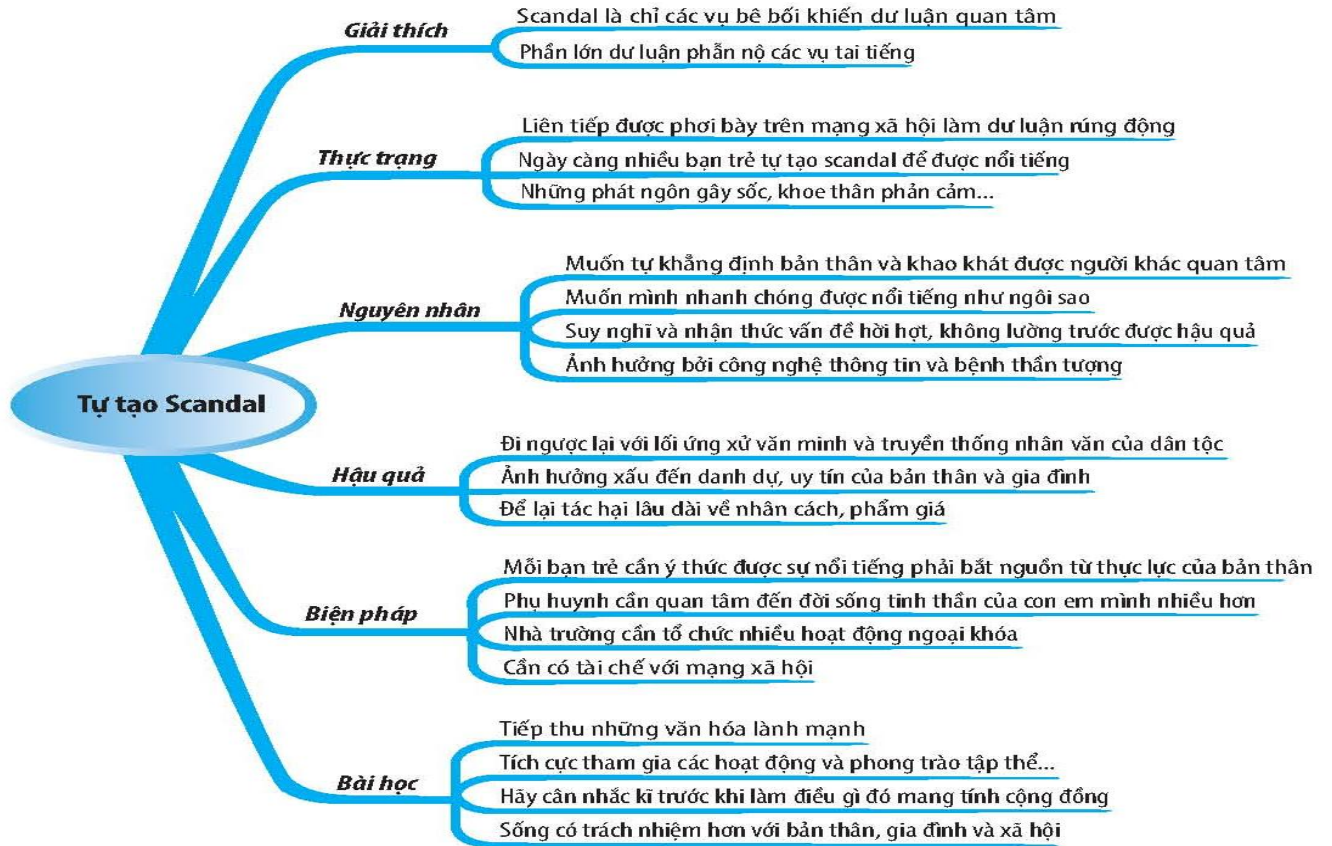 Tự tạo Scandal
Giải thích
Scandal là chỉ các vụ bê bối khiến dư luận quan tâm
Phần lớn dư luận phẫn nộ các vụ tai tiếng
Thực trạng
Liên tiếp được phơi bày trên mạng xã hội làm dư luận rúng động
Ngày càng nhiều bạn trẻ tự tạo scandal để được nổi tiếng
Những phát ngôn gây sốc, khoe thân phản cảm...
Nguyên nhân
Muốn tự khẳng định bản thân và khao khát được người khác quan tâm
Muốn mình nhanh chóng được nổi tiếng như ngôi sao
Suy nghĩ và nhận thức vấn đề hời hợt, không lường trước được hậu quả
Ảnh hưởng bởi công nghệ thông tin và bệnh thần tượng
Hậu quả
Đi ngược lại với lối ứng xử văn minh và truyền thống nhân văn của dân tộc
Ảnh hưởng xấu đến danh dự, uy tín của bản thân và gia đình
Để lại tác hại lâu dài về nhân cách, phẩm giá
Biện pháp
Mỗi bạn trẻ cần ý thức được sự nổi tiếng phải bắt nguồn từ thực lực của bản thân
Phụ huynh cần quan tâm đến đời sống tinh thần của con em mình nhiều hơn
Nhà trường cần tổ chức nhiều hoạt động ngoại khóa
Cần có tài chế với mạng xã hội
Bài học
Tiếp thu những văn hóa lành mạnh
Tích cực tham gia các hoạt động và phong trào tập thể...
Hãy cân nhắc kĩ trước khi làm điều gì đó mang tính cộng đồng
Sống có trách nhiệm hơn với bản thân, gia đình và xã hội